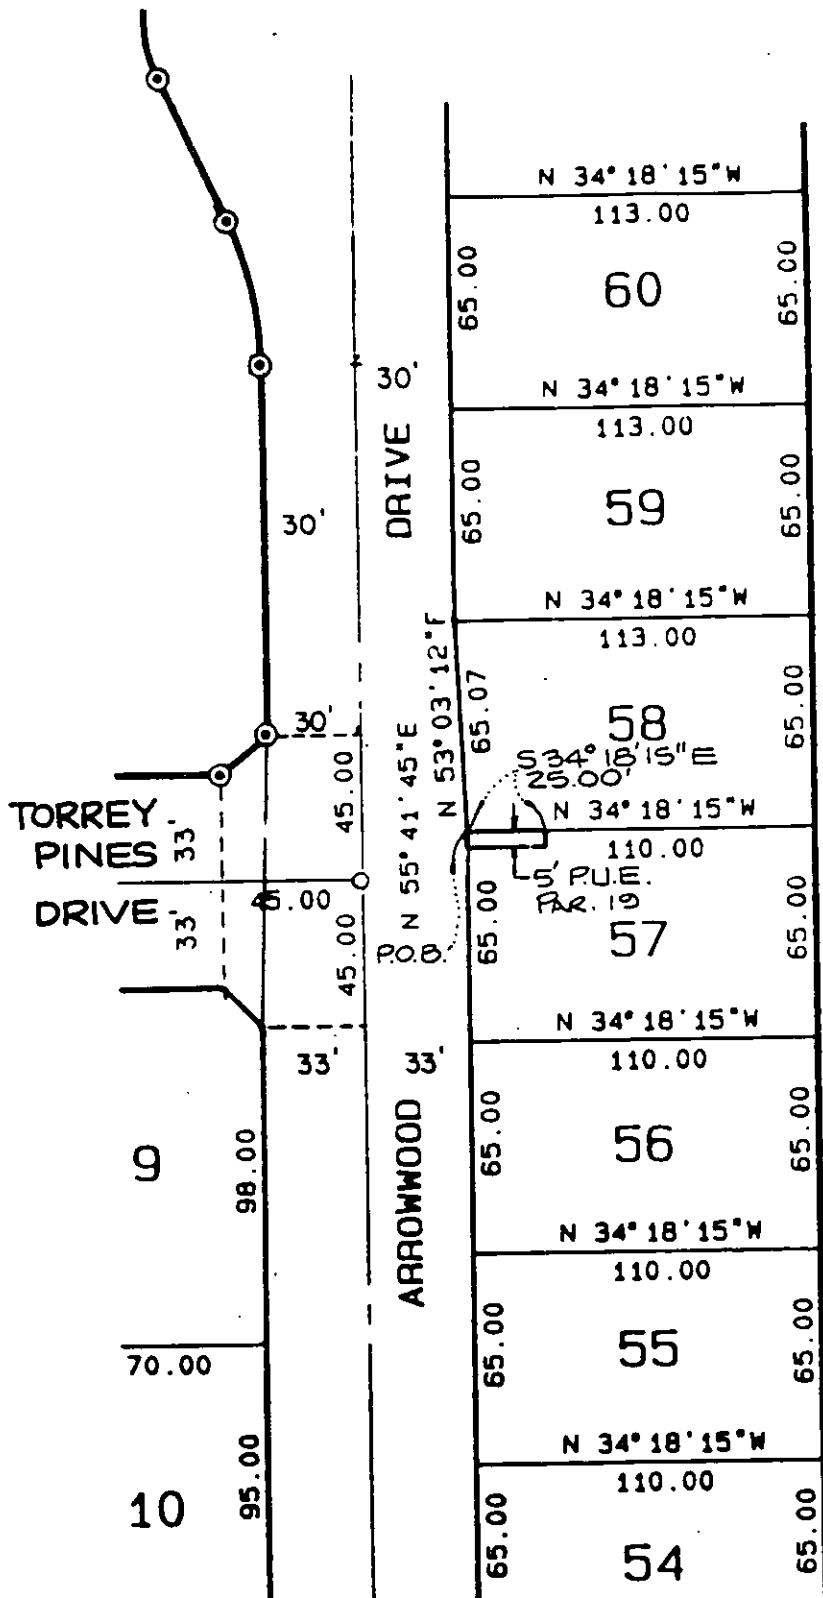 N 34°18'15"W
113.00
65.00
60
65.00
30'
N 34°18'15"W
113.00
DRIVE
65.00
59
65.00
30'
N 34°18'15"W
113.00
N 53°03'12"E
65.07
58
65.00
30'
S 34°18'15"E
25.00'
45.00
N 55°41'45"E
N 34°18'15"W
110.00
TORREY
PINES
DRIVE
33'
33'
45.00
45.00
5' P.U.E.
PAR. 19
P.O.B.
65.00
57
65.00
N 34°18'15"W
110.00
33'
33'
ARROWWOOD
9
98.00
65.00
56
65.00
N 34°18'15"W
110.00
70.00
65.00
55
65.00
N 34°18'15"W
110.00
10
95.00
65.00
54
65.00